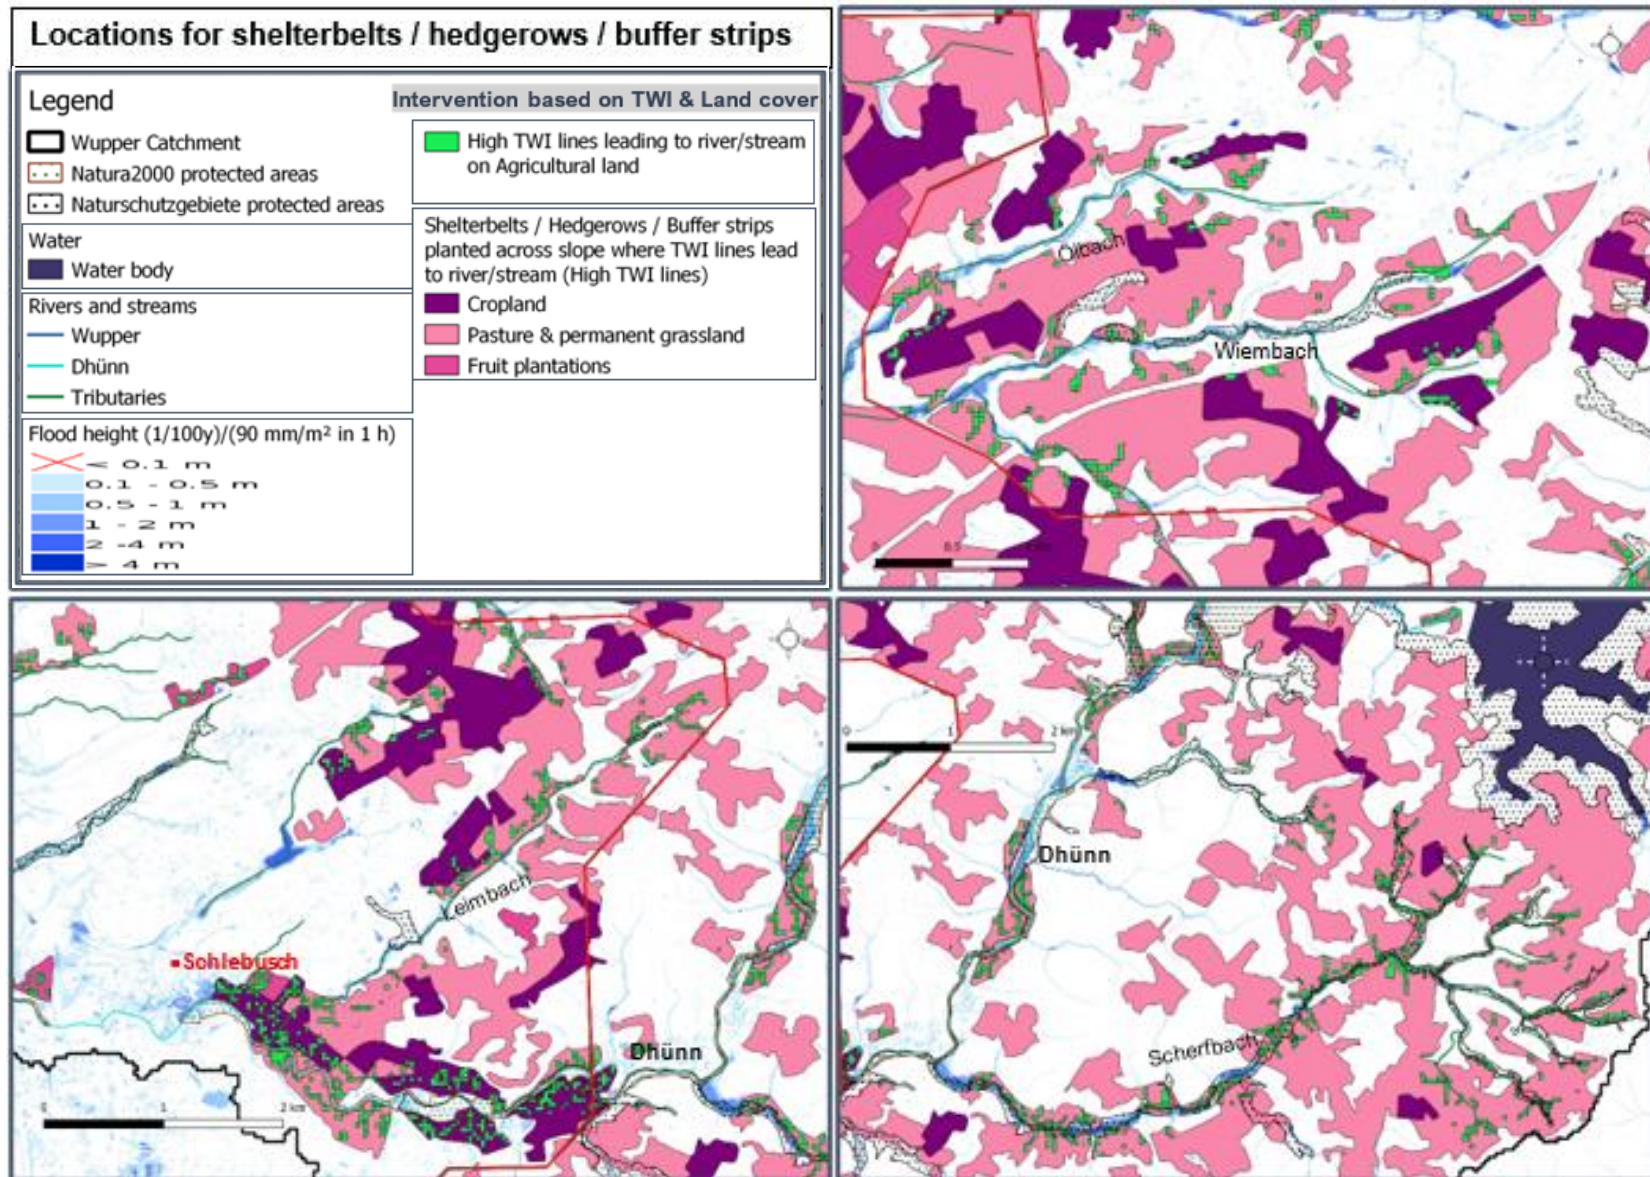 Locations for shelterbelts / hedgerows / buffer strips
Legend
Wupper Catchment
Natura2000 protected areas
Naturschutzgebiete protected areas
Water
Water body
Rivers and streams
Wupper
Dhünn
Tributaries
Flood height (1/100y)/(90 mm/m² in 1 h)
< 0.1 m
0.1 - 0.5 m
0.5 - 1 m
1 - 2 m
2 -4 m
> 4 m
Intervention based on TWI & Land cover
High TWI lines leading to river/stream
on Agricultural land
Shelterbelts / Hedgerows / Buffer strips
planted across slope where TWI lines lead
to river/stream (High TWI lines)
Cropland
Pasture & permanent grassland
Fruit plantations
Ölbach
Wiembach
0 0.5
Leimbach
Schlebusch
Dhünn
0 1 2 km
0 1 2 km
Dhünn
Scherfbach